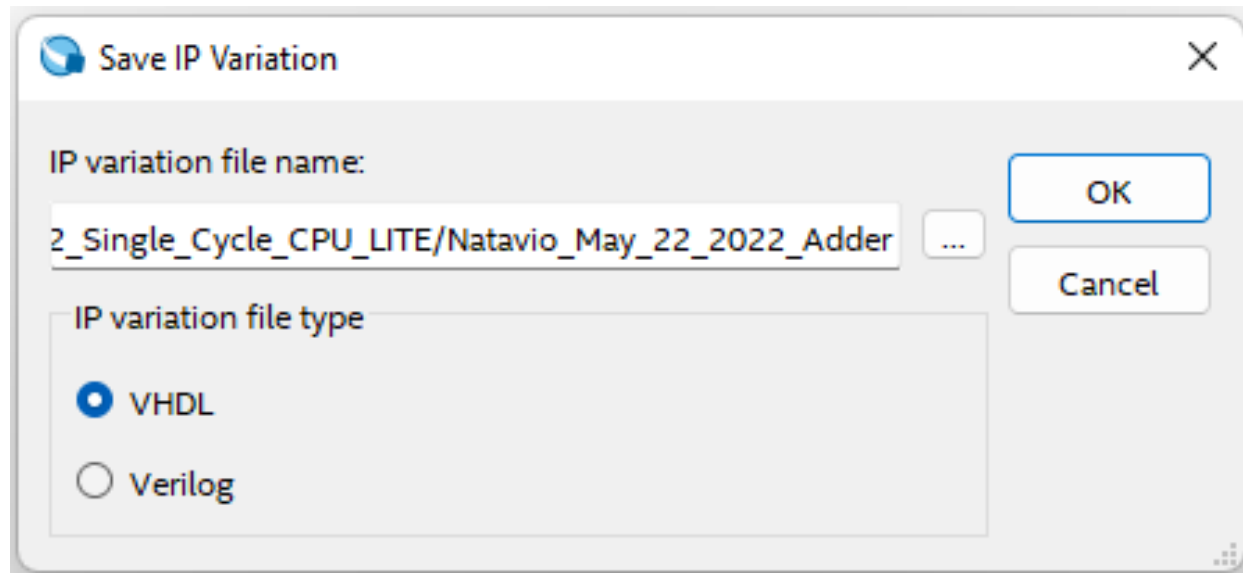 Save IP Variation
IP variation file name:
2_Single_Cycle_CPU_LITE/Natavio_May_22_2022_Adder
...
OK
Cancel
IP variation file type
VHDL
Verilog